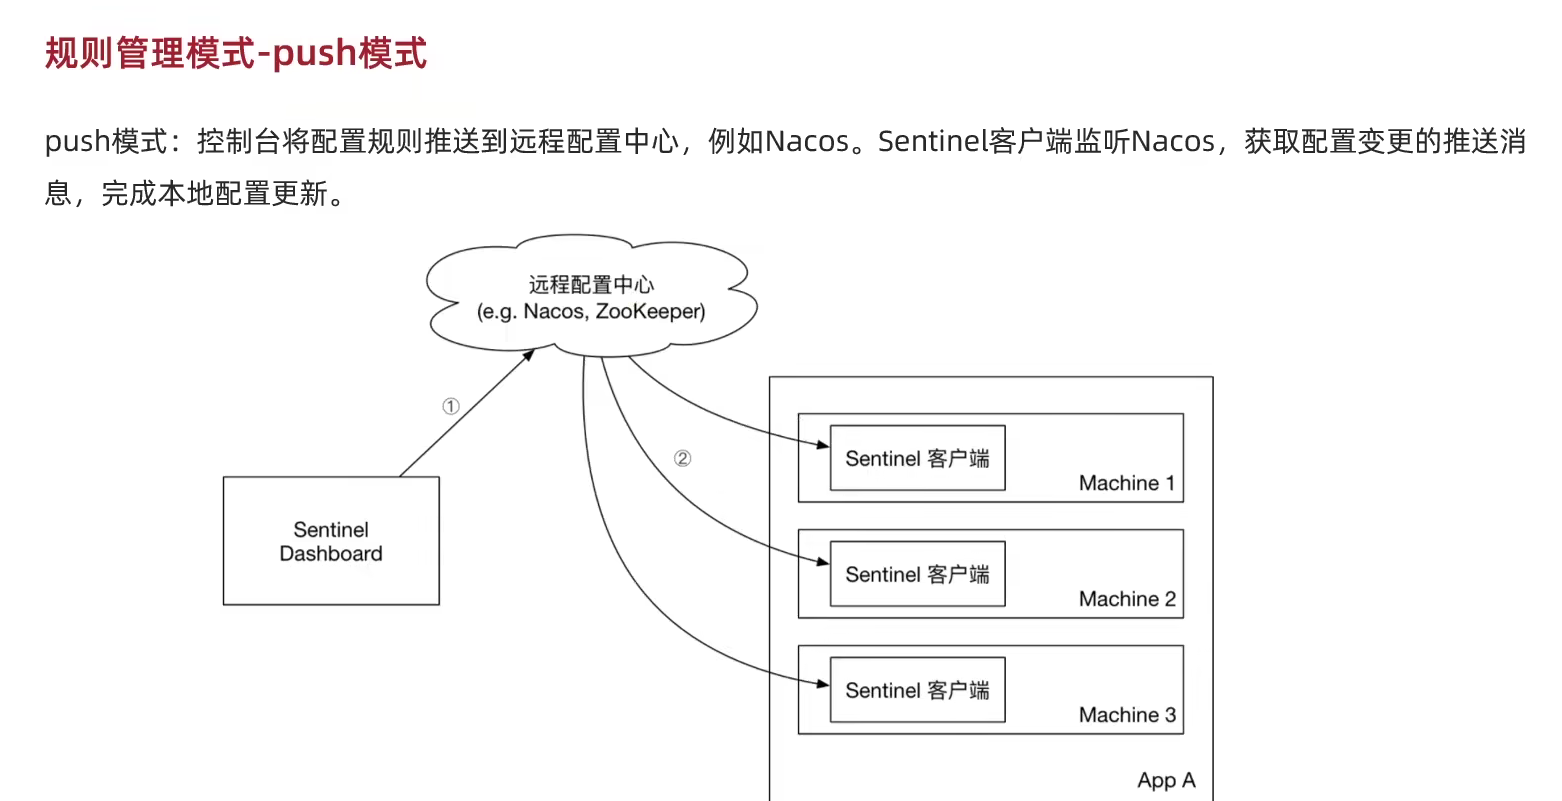 规则管理模式-push模式
push模式：控制台将配置规则推送到远程配置中心，例如Nacos。Sentinel客户端监听Nacos，获取配置变更的推送消
息，完成本地配置更新。
远程配置中心
(e.g. Nacos, ZooKeeper)
①
②
Sentinel 客户端
Machine 1
Sentinel
Dashboard
Sentinel 客户端
Machine 2
Sentinel 客户端
Machine 3
App A